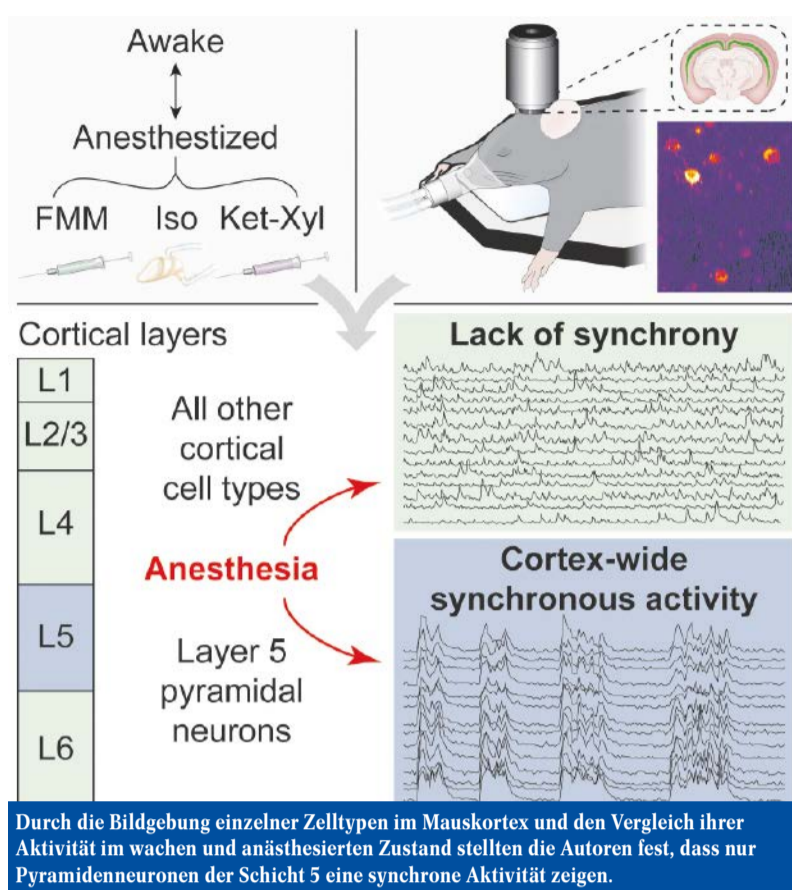 Awake
Anesthestized
FMM Iso Ket-Xyl
Cortical layers
L1
L2/3
L4
L5
L6
All other
cortical
cell types
Anesthesia
Layer 5
pyramidal
neurons
Lack of synchrony
Cortex-wide
synchronous activity
Durch die Bildgebung einzelner Zelltypen im Mauskortex und den Vergleich ihrer
Aktivität im wachen und anästhesierten Zustand stellten die Autoren fest, dass nur
Pyramidenneuronen der Schicht 5 eine synchrone Aktivität zeigen.